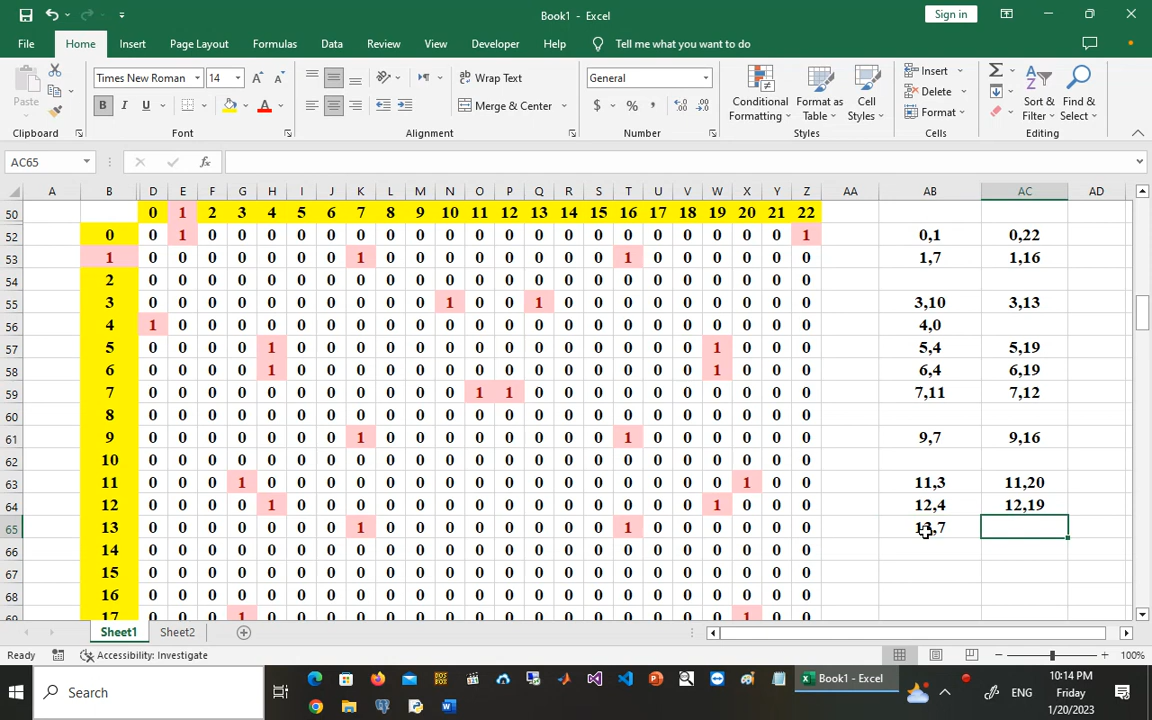 Book1 - Excel
Sign in
File Home Insert Page Layout Formulas Data Review View Developer Help Tell me what you want to do
Paste
Times New Roman 14
B I U A
Wrap Text
Merge & Center
General
$ % ,
Conditional Formatting
Format as Table
Cell Styles
Insert
Delete
Format
Sort & Filter
Find & Select
Clipboard Font Alignment Number Styles Cells Editing
AC65 fx
A B D E F G H I J K L M N O P Q R S T U V W X Y Z AA AB AC AD
50 0 1 2 3 4 5 6 7 8 9 10 11 12 13 14 15 16 17 18 19 20 21 22
52 0 0 1 0 0 0 0 0 0 0 0 0 0 0 0 0 0 0 0 0 0 0 0 1 0,1 0,22
53 1 0 0 0 0 0 0 0 1 0 0 0 0 0 0 0 0 1 0 0 0 0 0 0 1,7 1,16
54 2 0 0 0 0 0 0 0 0 0 0 0 0 0 0 0 0 0 0 0 0 0 0 0
55 3 0 0 0 0 0 0 0 0 0 0 1 0 0 1 0 0 0 0 0 0 0 0 0 3,10 3,13
56 4 1 0 0 0 0 0 0 0 0 0 0 0 0 0 0 0 0 0 0 0 0 0 0 4,0
57 5 0 0 0 0 1 0 0 0 0 0 0 0 0 0 0 0 0 0 0 1 0 0 0 5,4 5,19
58 6 0 0 0 0 1 0 0 0 0 0 0 0 0 0 0 0 0 0 0 1 0 0 0 6,4 6,19
59 7 0 0 0 0 0 0 0 0 0 0 0 1 1 0 0 0 0 0 0 0 0 0 0 7,11 7,12
60 8 0 0 0 0 0 0 0 0 0 0 0 0 0 0 0 0 0 0 0 0 0 0 0
61 9 0 0 0 0 0 0 0 1 0 0 0 0 0 0 0 0 1 0 0 0 0 0 0 9,7 9,16
62 10 0 0 0 0 0 0 0 0 0 0 0 0 0 0 0 0 0 0 0 0 0 0 0
63 11 0 0 0 1 0 0 0 0 0 0 0 0 0 0 0 0 0 0 0 0 1 0 0 11,3 11,20
64 12 0 0 0 0 1 0 0 0 0 0 0 0 0 0 0 0 0 0 0 1 0 0 0 12,4 12,19
65 13 0 0 0 0 0 0 0 1 0 0 0 0 0 0 0 0 1 0 0 0 0 0 0 13,7
66 14 0 0 0 0 0 0 0 0 0 0 0 0 0 0 0 0 0 0 0 0 0 0 0
67 15 0 0 0 0 0 0 0 0 0 0 0 0 0 0 0 0 0 0 0 0 0 0 0
68 16 0 0 0 0 0 0 0 0 0 0 0 0 0 0 0 0 0 0 0 0 0 0 0
69 17 0 0 0 1 0 0 0 0 0 0 0 0 0 0 0 0 0 0 0 0 1 0 0
Sheet1 Sheet2
Ready Accessibility: Investigate 100%
Search
Book1 - Excel
ENG
10:14 PM
Friday
1/20/2023